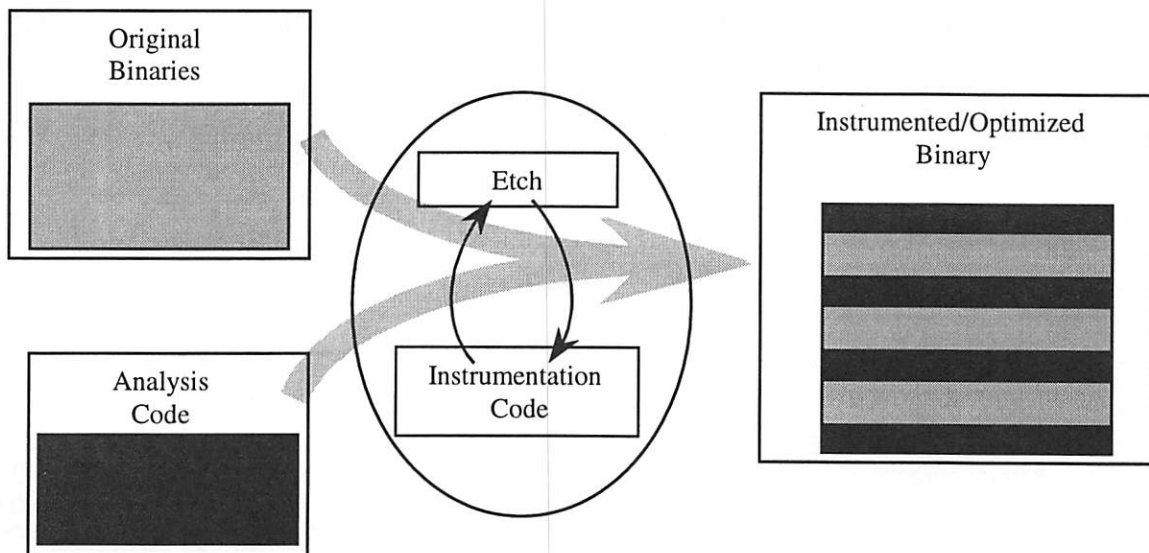 Original
Binaries
Etch
Instrumented/Optimized
Binary
Analysis
Code
Instrumentation
Code